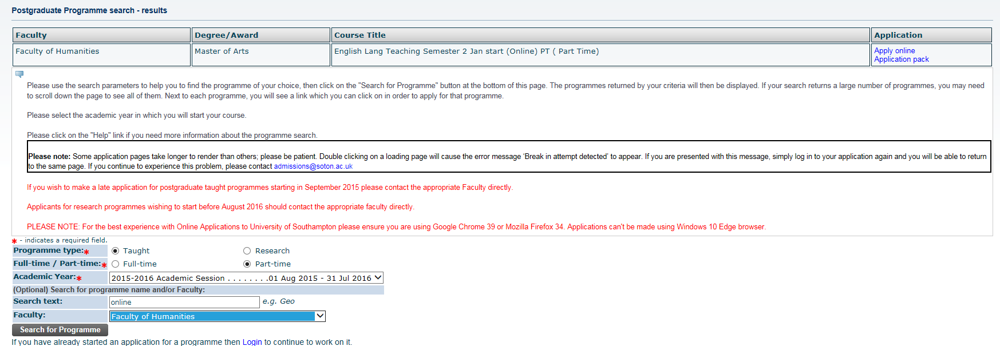 Postgraduate Programme search - results
Faculty Degree/Award Course Title Application
Faculty of Humanities Master of Arts English Lang Teaching Semester 2 Jan start (Online) PT ( Part Time) Apply online
Application pack
Please use the search parameters to help you to find the programme of your choice, then click on the "Search for Programme" button at the bottom of this page. The programmes returned by your criteria will then be displayed. If your search returns a large number of programmes, you may need
to scroll down the page to see all of them. Next to each programme, you will see a link which you can click on in order to apply for that programme.
Please select the academic year in which you will start your course.
Please click on the "Help" link if you need more information about the programme search.
Please note: Some application pages take longer to render than others; please be patient. Double clicking on a loading page will cause the error message ‘Break in attempt detected’ to appear. If you are presented with this message, simply log in to your application again and you will be able to return
to the same page. If you continue to experience this problem, please contact admissions@soton.ac.uk
If you wish to make a late application for postgraduate taught programmes starting in September 2015 please contact the appropriate Faculty directly.
Applicants for research programmes wishing to start before August 2016 should contact the appropriate faculty directly.
PLEASE NOTE: For the best experience with Online Applications to University of Southampton please ensure you are using Google Chrome 39 or Mozilla Firefox 34. Applications can't be made using Windows 10 Edge browser.
* - indicates a required field.
Programme type:* Taught Research
Full-time / Part-time:* Full-time Part-time
Academic Year:* 2015-2016 Academic Session . . . . . . . .01 Aug 2015 - 31 Jul 2016
(Optional) Search for programme name and/or Faculty:
Search text: online e.g. Geo
Faculty: Faculty of Humanities
Search for Programme
If you have already started an application for a programme then Login to continue to work on it.